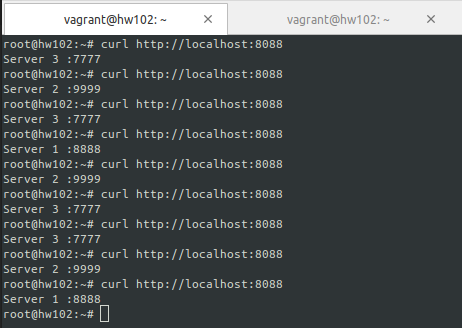 vagrant@hw102: ~ × vagrant@hw102: ~ ×
root@hw102:~# curl http://localhost:8088
Server 3 :7777
root@hw102:~# curl http://localhost:8088
Server 2 :9999
root@hw102:~# curl http://localhost:8088
Server 3 :7777
root@hw102:~# curl http://localhost:8088
Server 1 :8888
root@hw102:~# curl http://localhost:8088
Server 2 :9999
root@hw102:~# curl http://localhost:8088
Server 3 :7777
root@hw102:~# curl http://localhost:8088
Server 3 :7777
root@hw102:~# curl http://localhost:8088
Server 2 :9999
root@hw102:~# curl http://localhost:8088
Server 1 :8888
root@hw102:~#